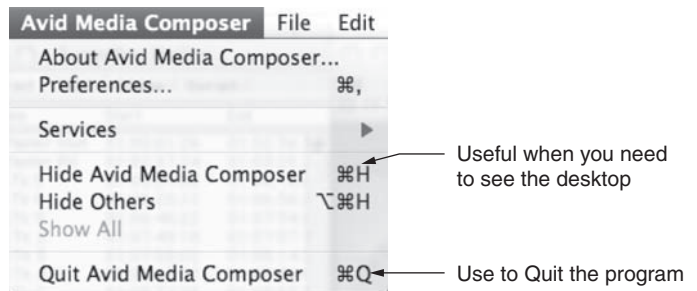 Avid Media Composer File Edit
About Avid Media Composer...
Preferences... ⌘,
Services ▶
Hide Avid Media Composer ⌘H
Hide Others ⌥⌘H
Show All
Quit Avid Media Composer ⌘Q
Useful when you need
to see the desktop
Use to Quit the program